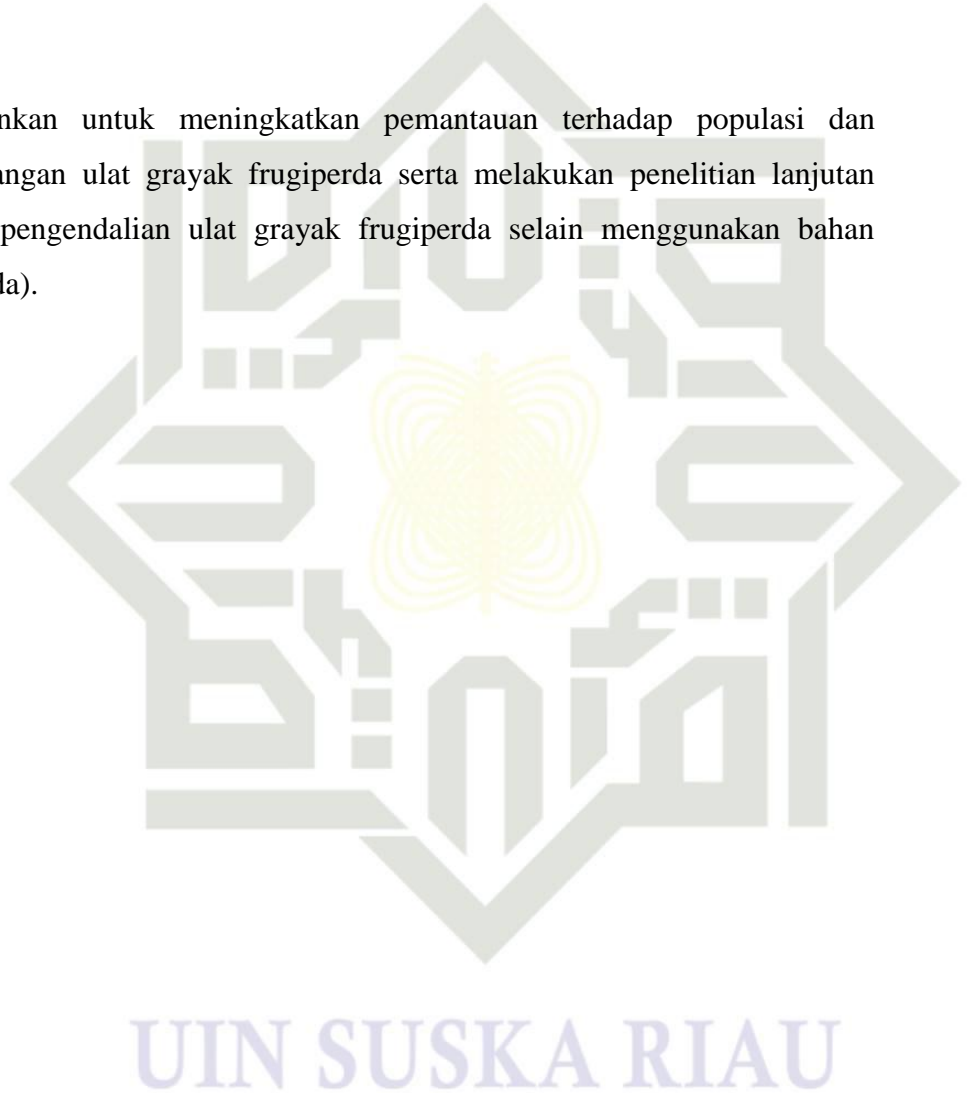 nkan untuk meningkatkan pemantauan terhadap populasi dan
angan ulat grayak frugiperda serta melakukan penelitian lanjutan
pengendalian ulat grayak frugiperda selain menggunakan bahan
da).
UIN SUSKA RIAU